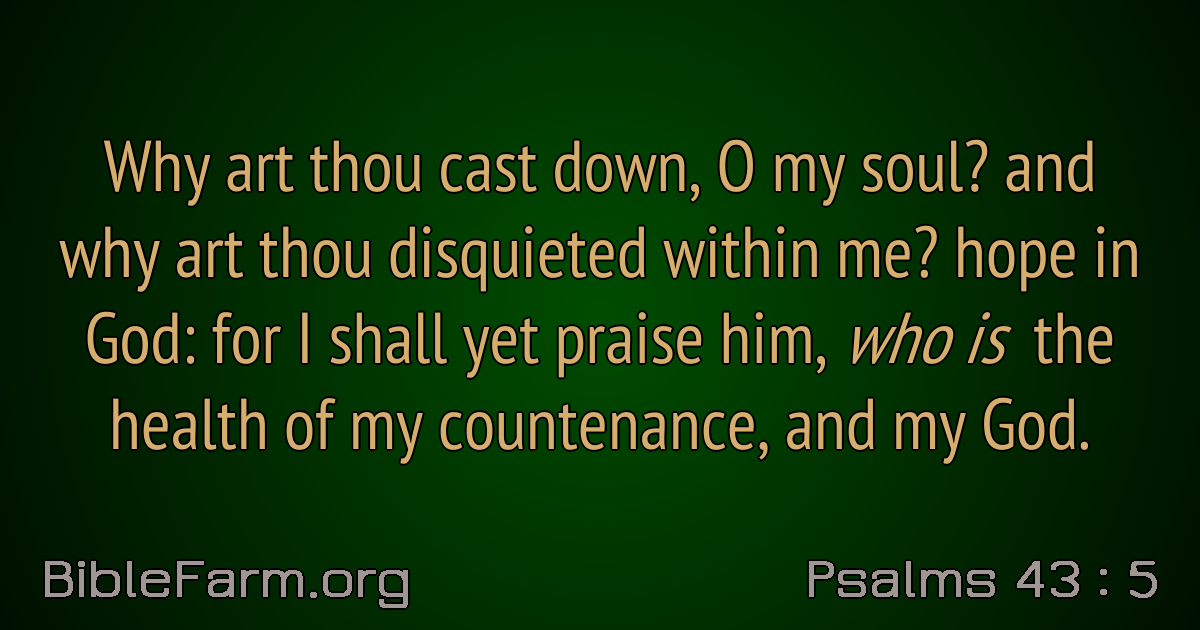 Why art thou cast down, O my soul? and
why art thou disquieted within me? hope in
God: for I shall yet praise him, who is the
health of my countenance, and my God.
BibleFarm.org
Psalms 43 : 5